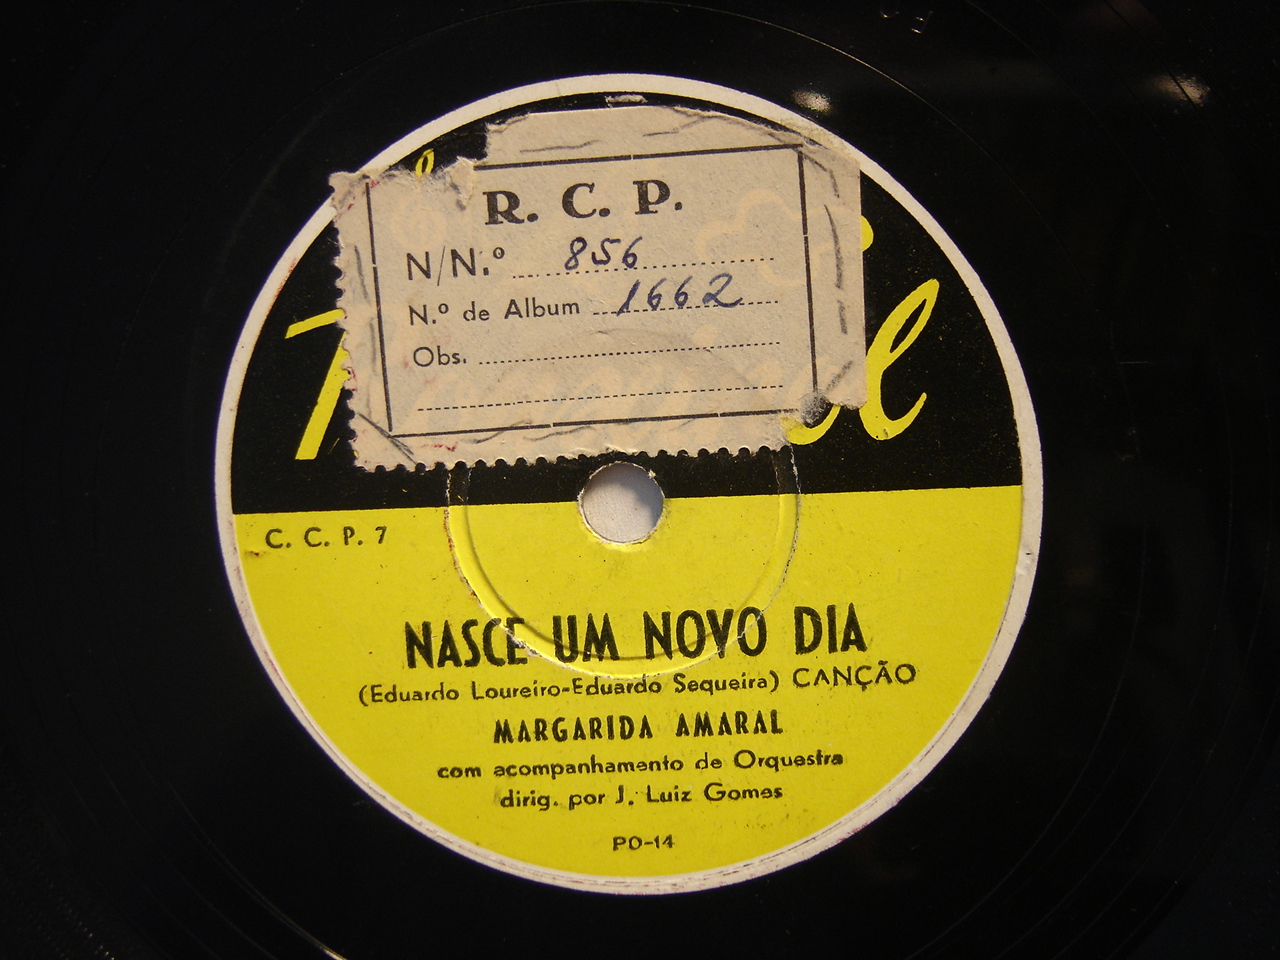 R. C. P.
N/N.º 856
N.º de Album 1662
Obs.
C. C. P. 7
NASCE UM NOVO DIA
(Eduardo Loureiro-Eduardo Sequeira) CANÇÃO
MARGARIDA AMARAL
com acompanhamento de Orquestra
dirig. por J. Luiz Gomes
PO-14